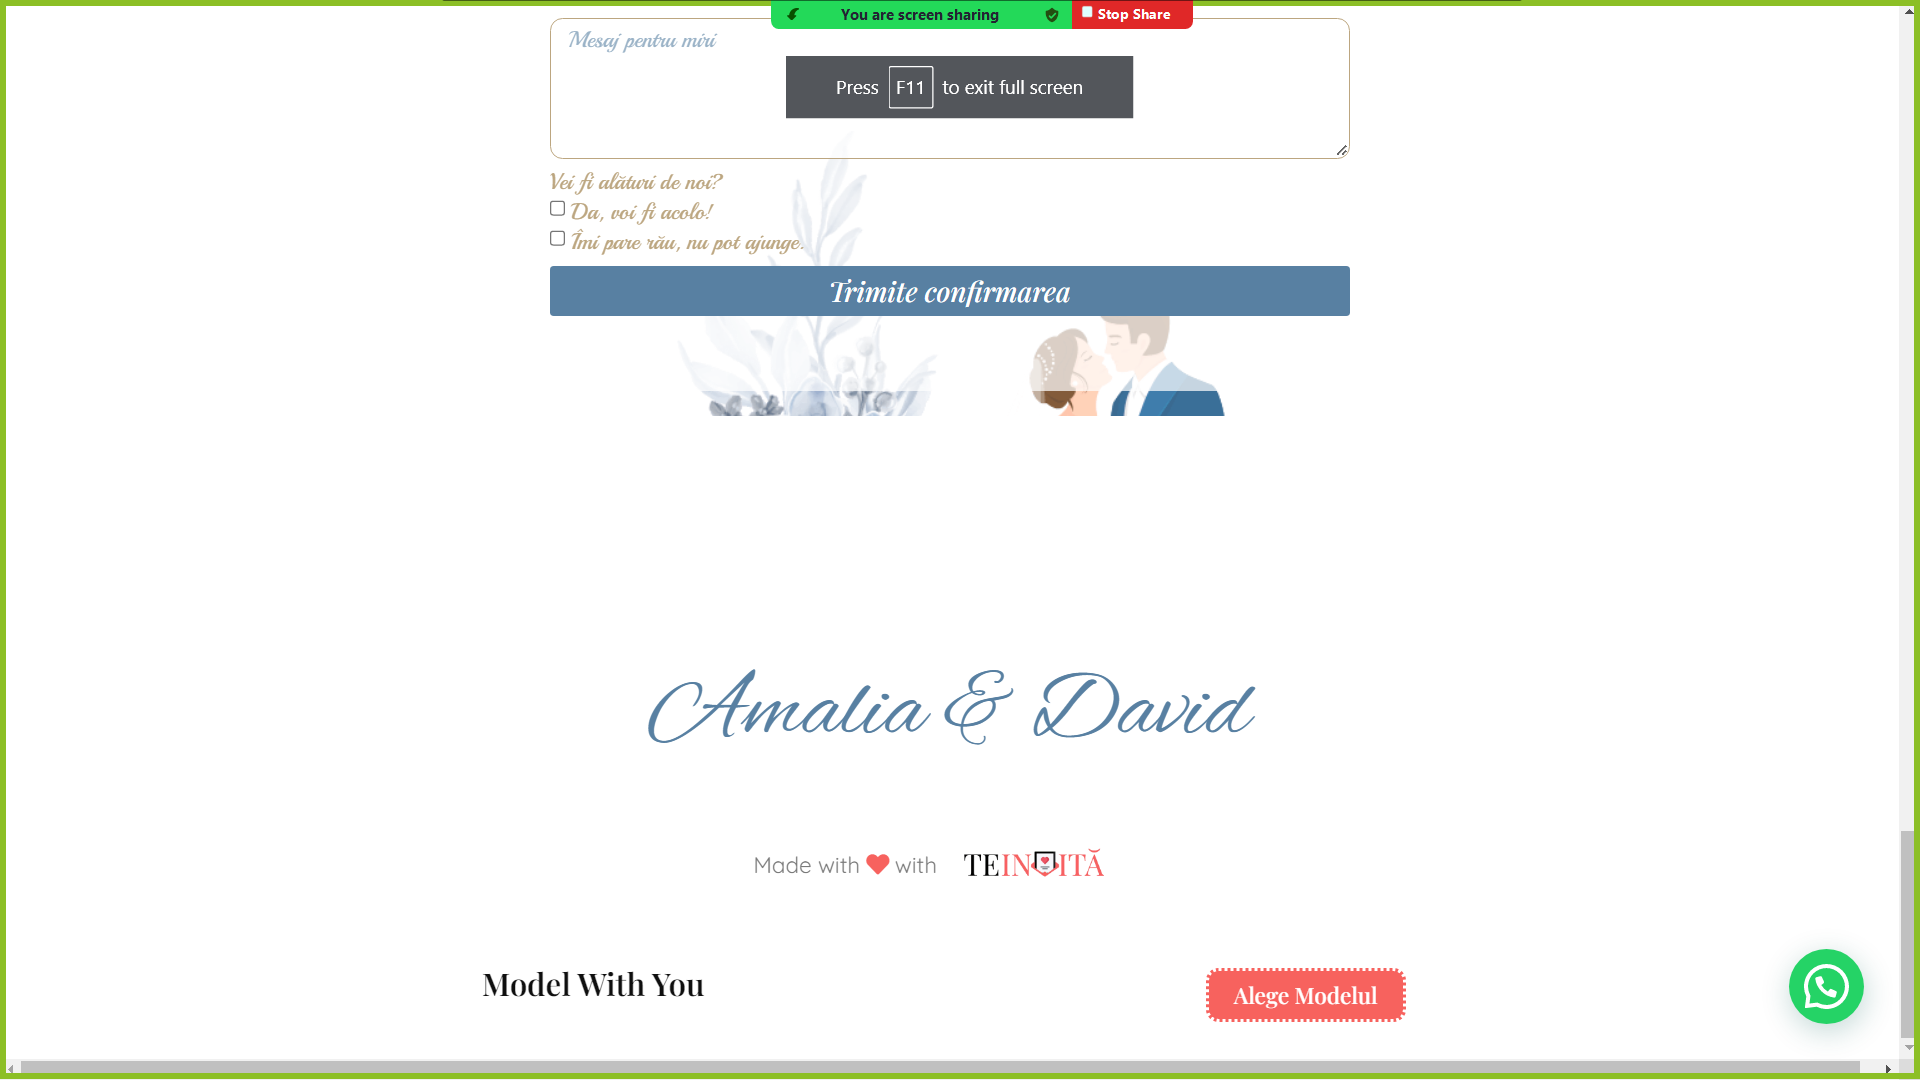 You are screen sharing
Stop Share
Mesaj pentru miri
Press F11 to exit full screen
Vei fi alături de noi?
Da, voi fi acolo!
Îmi pare rău, nu pot ajunge.
Trimite confirmarea
Amalia & David
Made with with TEINVITĂ
Model With You
Alege Modelul